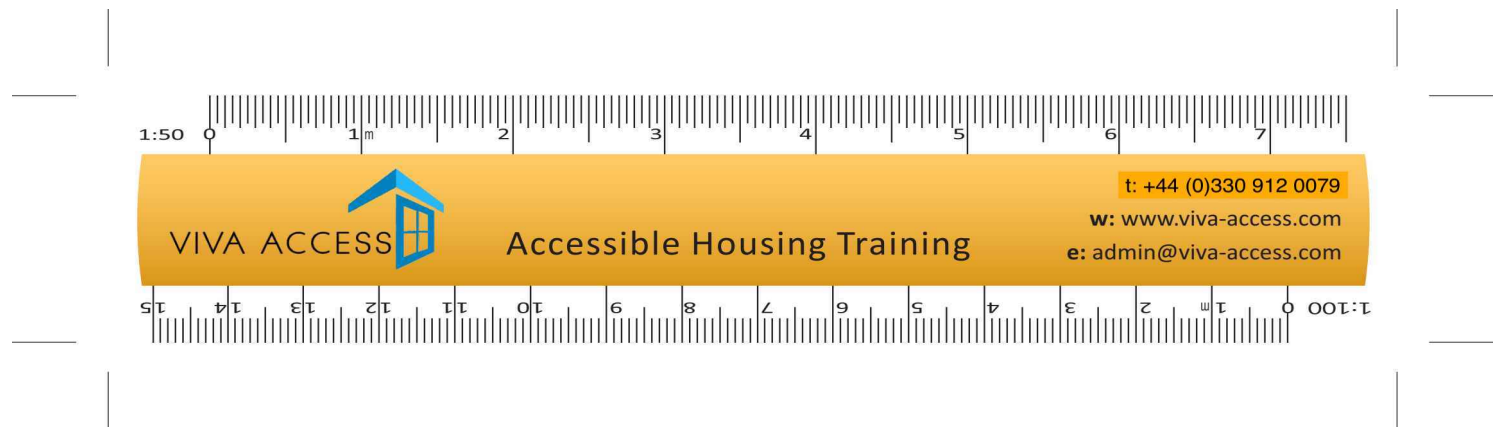 1:50 0 1 m 2 3 4 5 6 7
t: +44 (0)330 912 0079
w: www.viva-access.com
VIVA ACCESS Accessible Housing Training
e: admin@viva-access.com
1:100 0 1 m 2 3 4 5 6 7 8 9 10 11 12 13 14 15